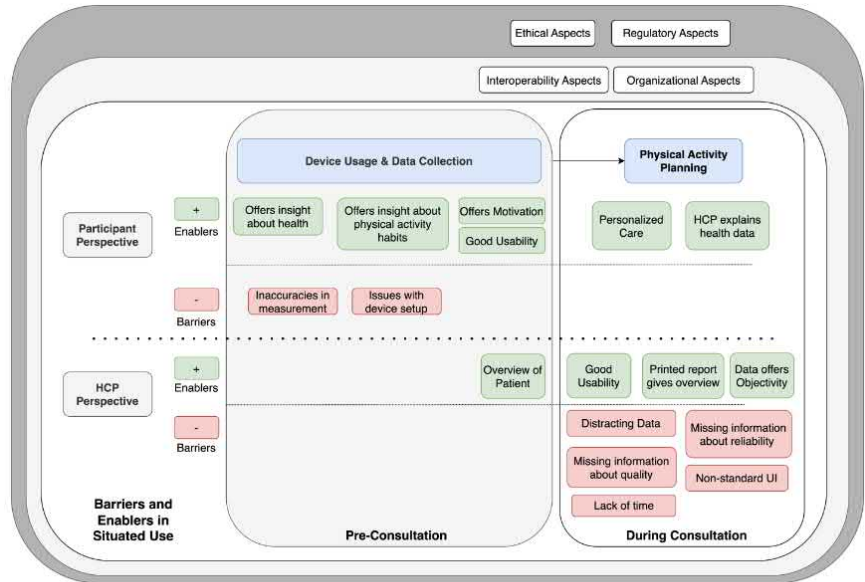 Ethical Aspects
Regulatory Aspects
Interoperability Aspects
Organizational Aspects
Device Usage & Data Collection
Physical Activity
Planning
Participant
Perspective
+
Enablers
Offers insight
about health
Offers insight about
physical activity
habits
Offers Motivation
Good Usability
Personalized
Care
HCP explains
health data
-
Barriers
Inaccuracies in
measurement
Issues with
device setup
HCP
Perspective
+
Enablers
Overview of
Patient
Good
Usability
Printed report
gives overview
Data offers
Objectivity
-
Barriers
Distracting Data
Missing information
about reliability
Missing information
about quality
Non-standard UI
Lack of time
Barriers and
Enablers in
Situated Use
Pre-Consultation
During Consultation